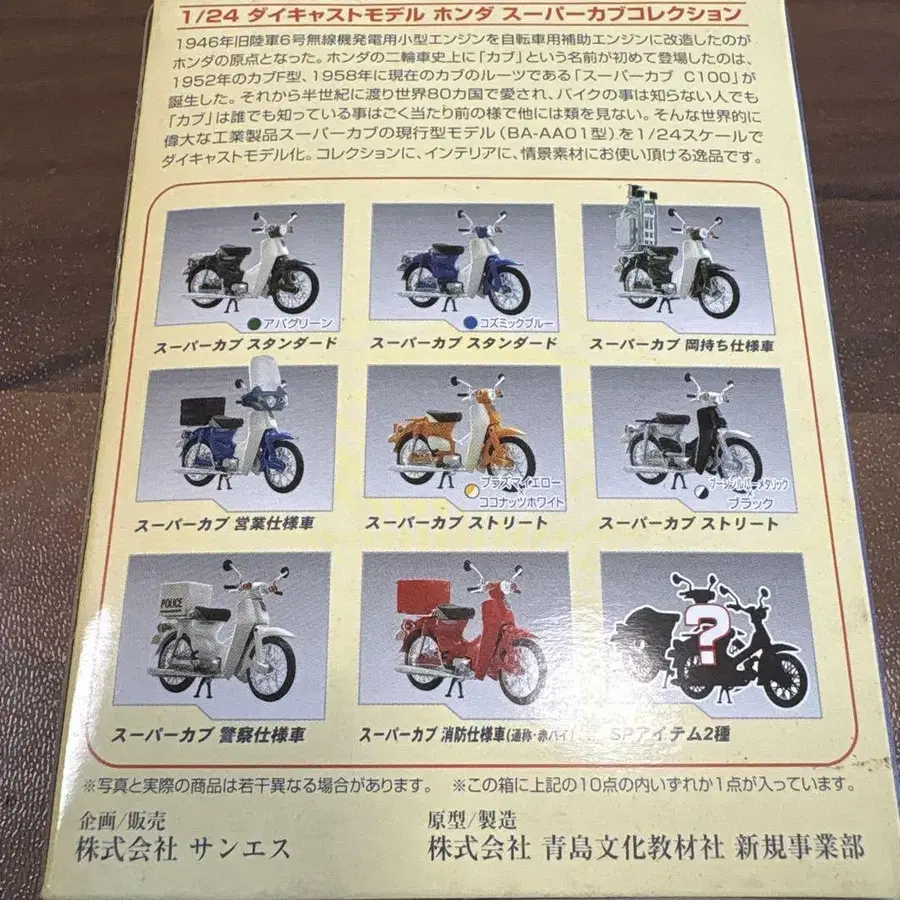 1/24 ダイキャストモデル ホンダ スーパーカブコレクション
1946年旧陸軍6号無線機発電用小型エンジンを自転車用補助エンジンに改造したのが
ホンダの原点となった。ホンダの二輪車史上に「カブ」という名前が初めて登場したのは、
1952年のカブF型、1958年に現在のカブのルーツである「スーパーカブ C100」が
誕生した。それから半世紀に渡り世界80カ国で愛され、バイクの事は知らない人でも
「カブ」は誰でも知っている事はごく当たり前の様で他には類を見ない。そんな世界的に
偉大な工業製品スーパーカブの現行型モデル(BA-AA01型)を1/24スケールで
ダイキャストモデル化。コレクションに、インテリアに、情景素材にお使い頂ける逸品です。
アバグリーン
スーパーカブ スタンダード
コズミックブルー
スーパーカブ スタンダード
スーパーカブ 岡持ち仕様車
スーパーカブ 営業仕様車
プラズマイエロー
×
ココナッツホワイト
スーパーカブ ストリート
ブーンシルバーメタリック
×
ブラック
スーパーカブ ストリート
POLICE
スーパーカブ 警察仕様車
スーパーカブ 消防仕様車(通称・赤バイ)
?
SPアイテム2種
※写真と実際の商品は若干異なる場合があります。 ※この箱に上記の10点の内いずれか1点が入っています。
企画/販売
株式会社 サンエス
原型/製造
株式会社 青島文化教材社 新規事業部